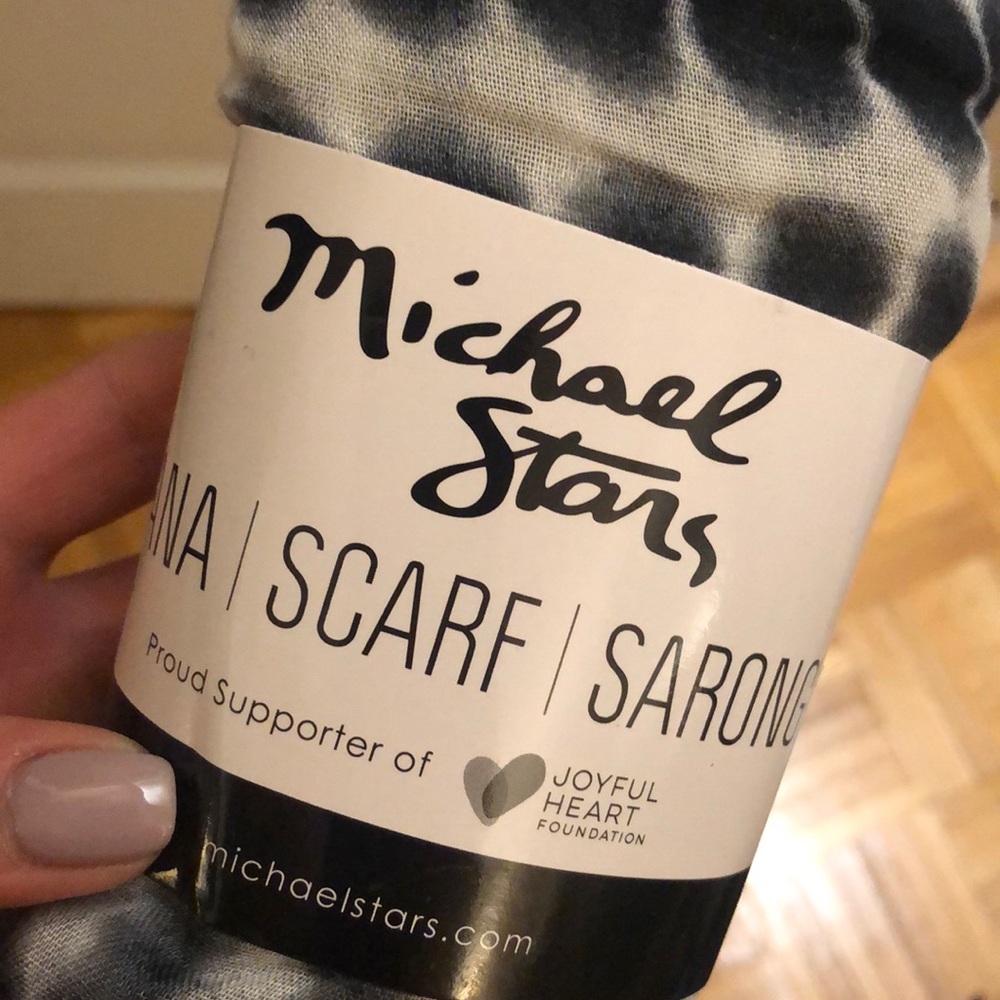 Michael
Stars
ANA | SCARF | SARONG
Proud Supporter of
JOYFUL
HEART
FOUNDATION
michaelstars.com